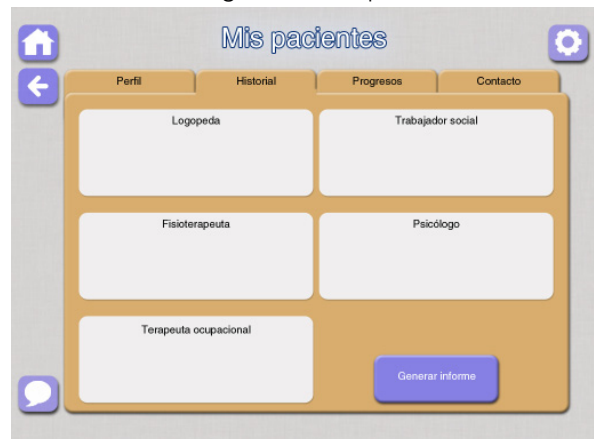 Mis pacientes
Perfil
Historial
Progresos
Contacto
Logopeda
Trabajador social
Fisioterapeuta
Psicólogo
Terapeuta ocupacional
Generar informe